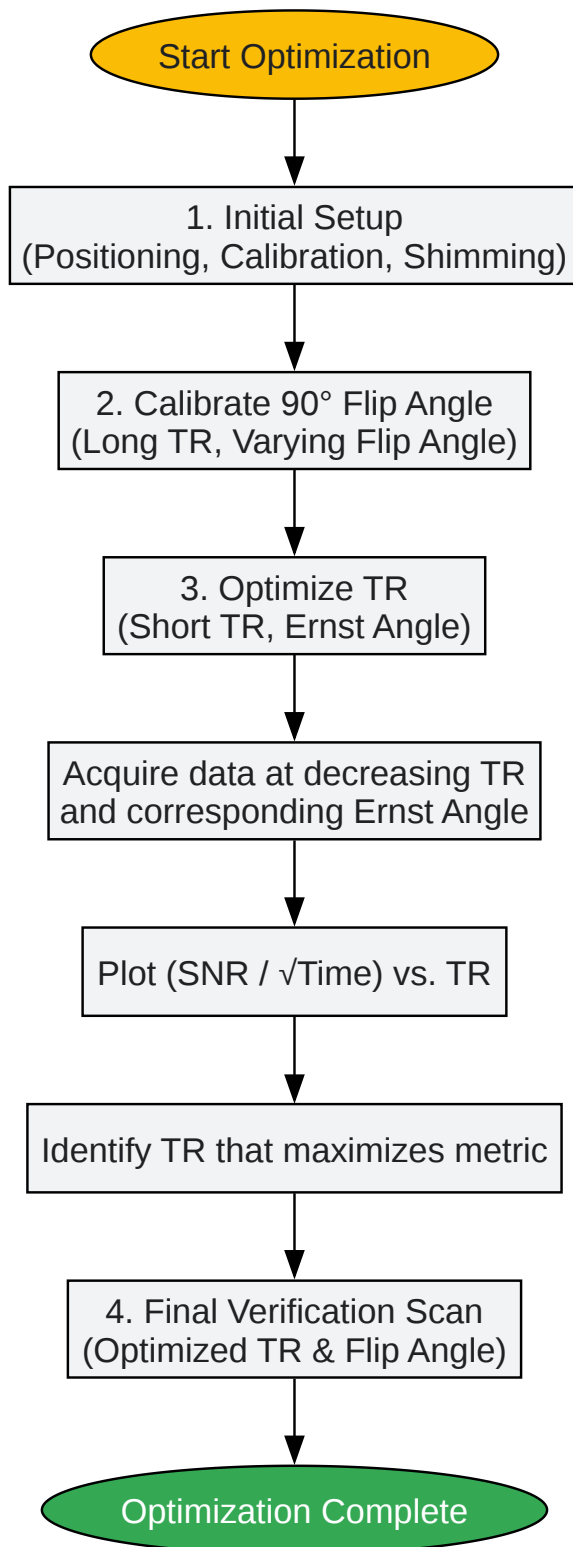 Start Optimization
1. Initial Setup
(Positioning, Calibration, Shimming)
2. Calibrate 90° Flip Angle
(Long TR, Varying Flip Angle)
3. Optimize TR
(Short TR, Ernst Angle)
Acquire data at decreasing TR
and corresponding Ernst Angle
Plot (SNR / √Time) vs. TR
Identify TR that maximizes metric
4. Final Verification Scan
(Optimized TR & Flip Angle)
Optimization Complete